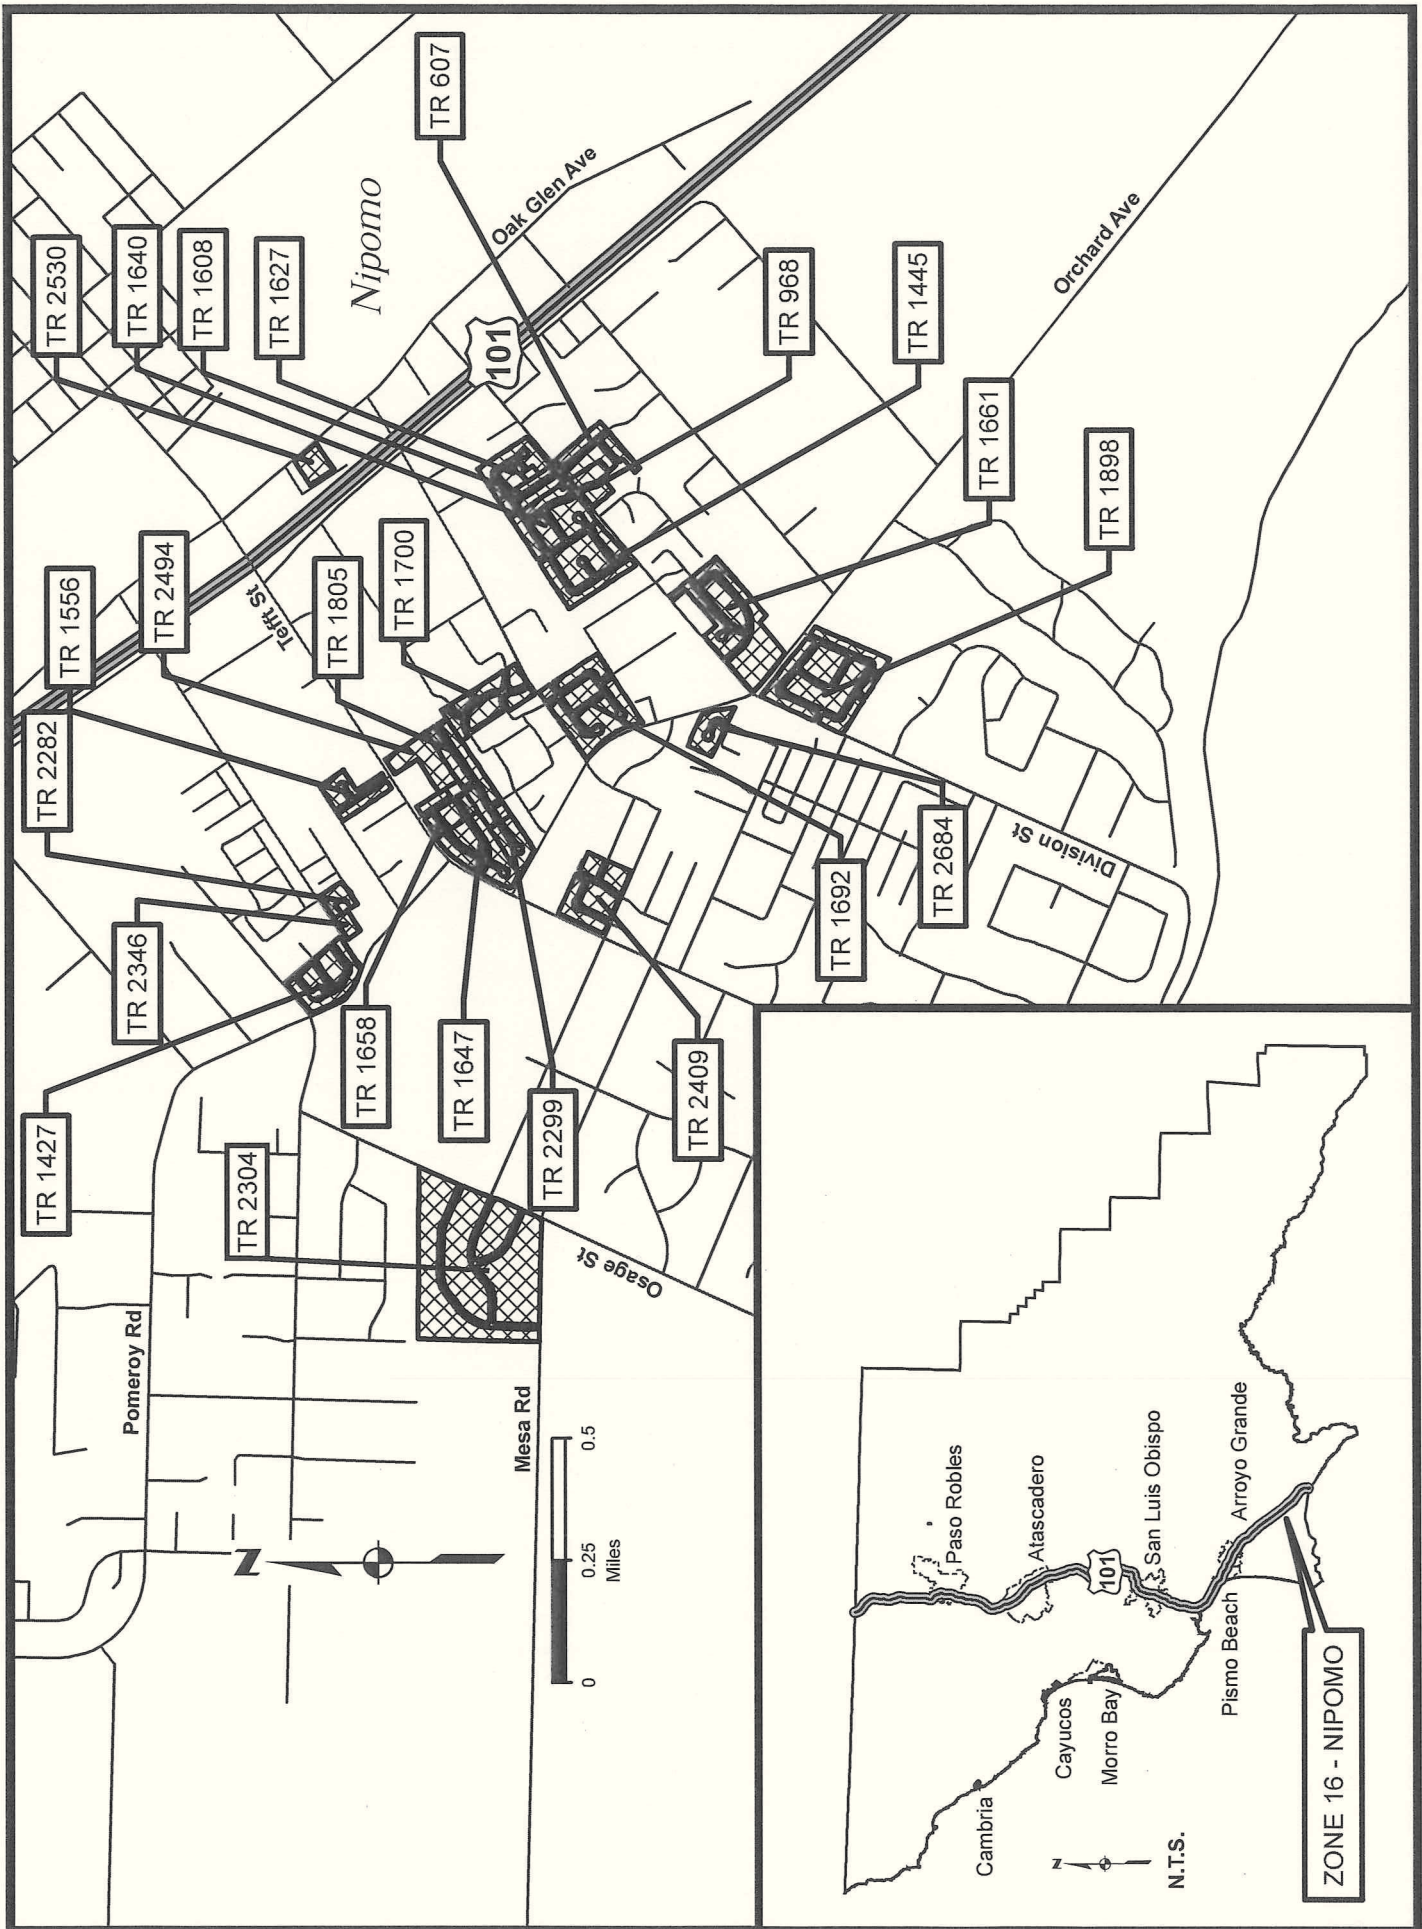 TR 1427
TR 2346
TR 2282
TR 1556
TR 2494
TR 2530
TR 1640
TR 1608
TR 1627
TR 607
TR 2304
TR 1658
TR 1647
TR 2299
TR 2409
TR 1805
TR 1700
TR 1692
TR 2684
TR 968
TR 1445
TR 1661
TR 1898
Nipomo
101
Pomeroy Rd
Mesa Rd
Osage St
Tefft St
Oak Glen Ave
Orchard Ave
Division St
N
0
0.25
0.5
Miles
Paso Robles
Atascadero
101
San Luis Obispo
Arroyo Grande
Cambria
Cayucos
Morro Bay
Pismo Beach
N
N.T.S.
ZONE 16 - NIPOMO